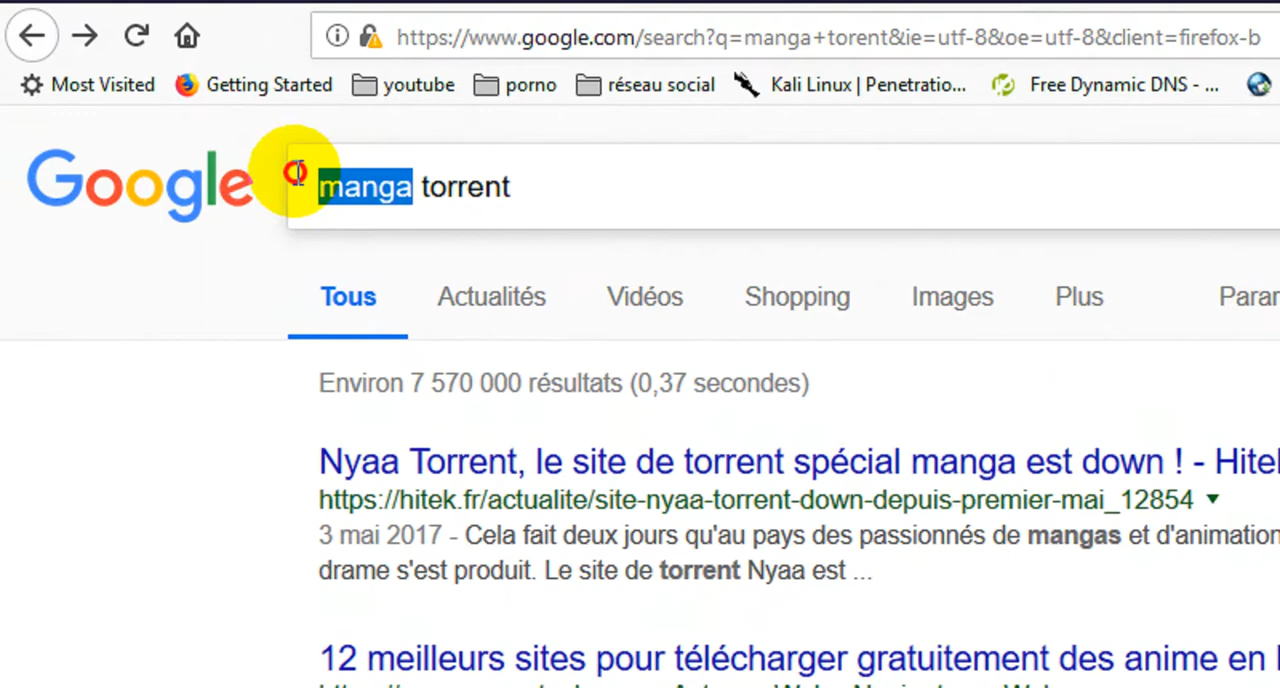 https://www.google.com/search?q=manga+torent&ie=utf-8&oe=utf-8&client=firefox-b
Most Visited Getting Started youtube porno réseau social Kali Linux | Penetratio... Free Dynamic DNS - ...
Google manga torrent
Tous Actualités Vidéos Shopping Images Plus Param
Environ 7 570 000 résultats (0,37 secondes)
Nyaa Torrent, le site de torrent spécial manga est down ! - Hitek
https://hitek.fr/actualite/site-nyaa-torrent-down-depuis-premier-mai_12854
3 mai 2017 - Cela fait deux jours qu'au pays des passionnés de mangas et d'animation
drame s'est produit. Le site de torrent Nyaa est ...
12 meilleurs sites pour télécharger gratuitement des anime en